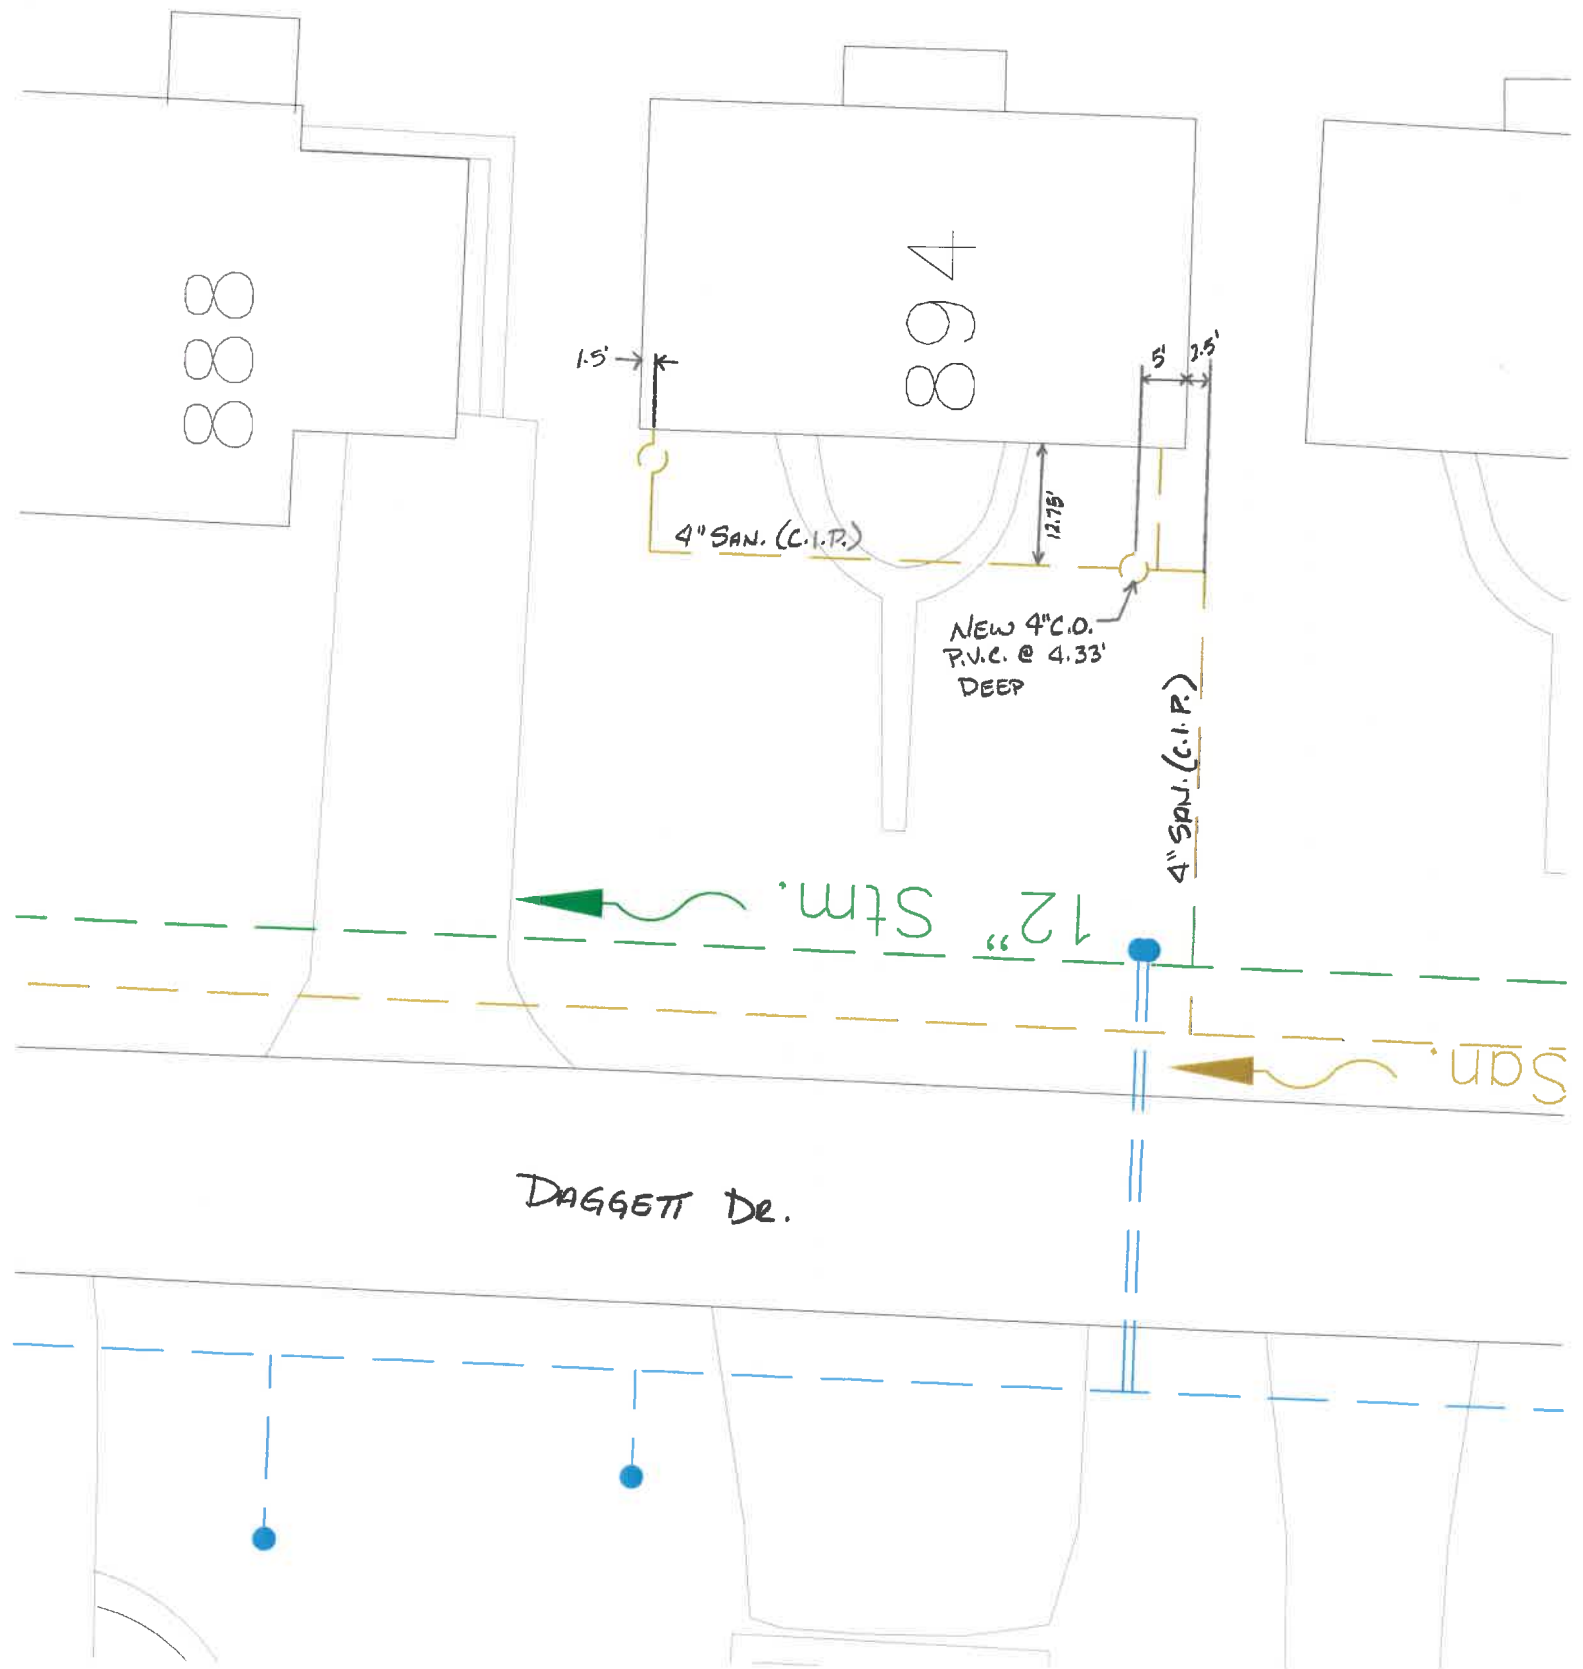 888
894
1.5'
5'
2.5'
12.75'
4" SAN. (C.I.P.)
NEW 4" C.O.
P.V.C. @ 4.33'
DEEP
4" SAN. (C.I.P.)
12" Stm.
San.
DAGGETT DR.